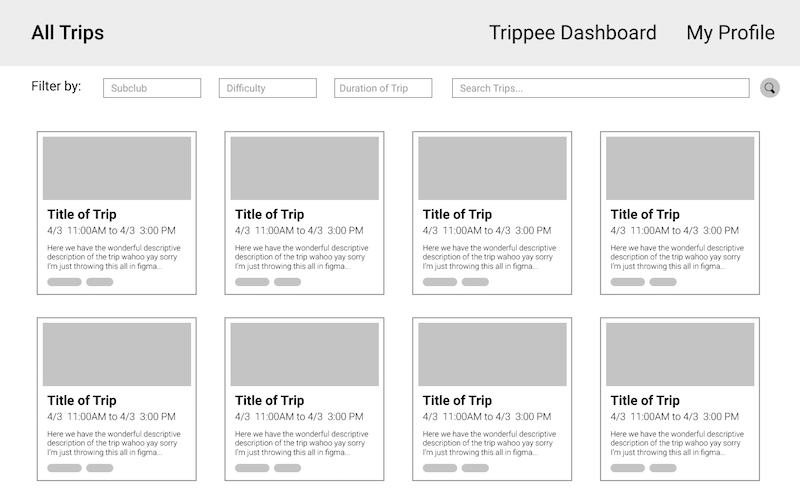 All Trips
Trippee Dashboard
My Profile
Filter by:
Subclub
Difficulty
Duration of Trip
Search Trips...
Title of Trip
4/3 11:00AM to 4/3 3:00 PM
Here we have the wonderful descriptive
description of the trip wahoo yay sorry
I'm just throwing this all in figma...
Title of Trip
4/3 11:00AM to 4/3 3:00 PM
Here we have the wonderful descriptive
description of the trip wahoo yay sorry
I'm just throwing this all in figma...
Title of Trip
4/3 11:00AM to 4/3 3:00 PM
Here we have the wonderful descriptive
description of the trip wahoo yay sorry
I'm just throwing this all in figma...
Title of Trip
4/3 11:00AM to 4/3 3:00 PM
Here we have the wonderful descriptive
description of the trip wahoo yay sorry
I'm just throwing this all in figma...
Title of Trip
4/3 11:00AM to 4/3 3:00 PM
Here we have the wonderful descriptive
description of the trip wahoo yay sorry
I'm just throwing this all in figma...
Title of Trip
4/3 11:00AM to 4/3 3:00 PM
Here we have the wonderful descriptive
description of the trip wahoo yay sorry
I'm just throwing this all in figma...
Title of Trip
4/3 11:00AM to 4/3 3:00 PM
Here we have the wonderful descriptive
description of the trip wahoo yay sorry
I'm just throwing this all in figma...
Title of Trip
4/3 11:00AM to 4/3 3:00 PM
Here we have the wonderful descriptive
description of the trip wahoo yay sorry
I'm just throwing this all in figma...